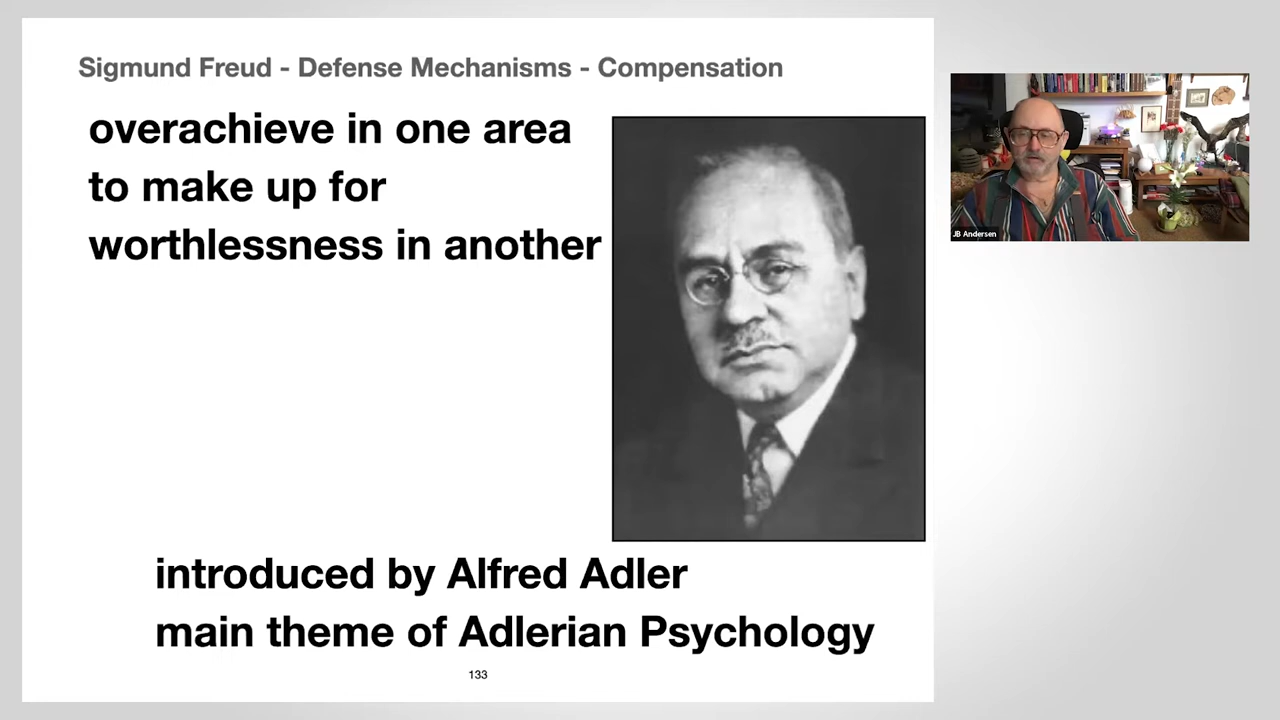 Sigmund Freud - Defense Mechanisms - Compensation
overachieve in one area
to make up for
worthlessness in another
JB Andersen
introduced by Alfred Adler
main theme of Adlerian Psychology
133